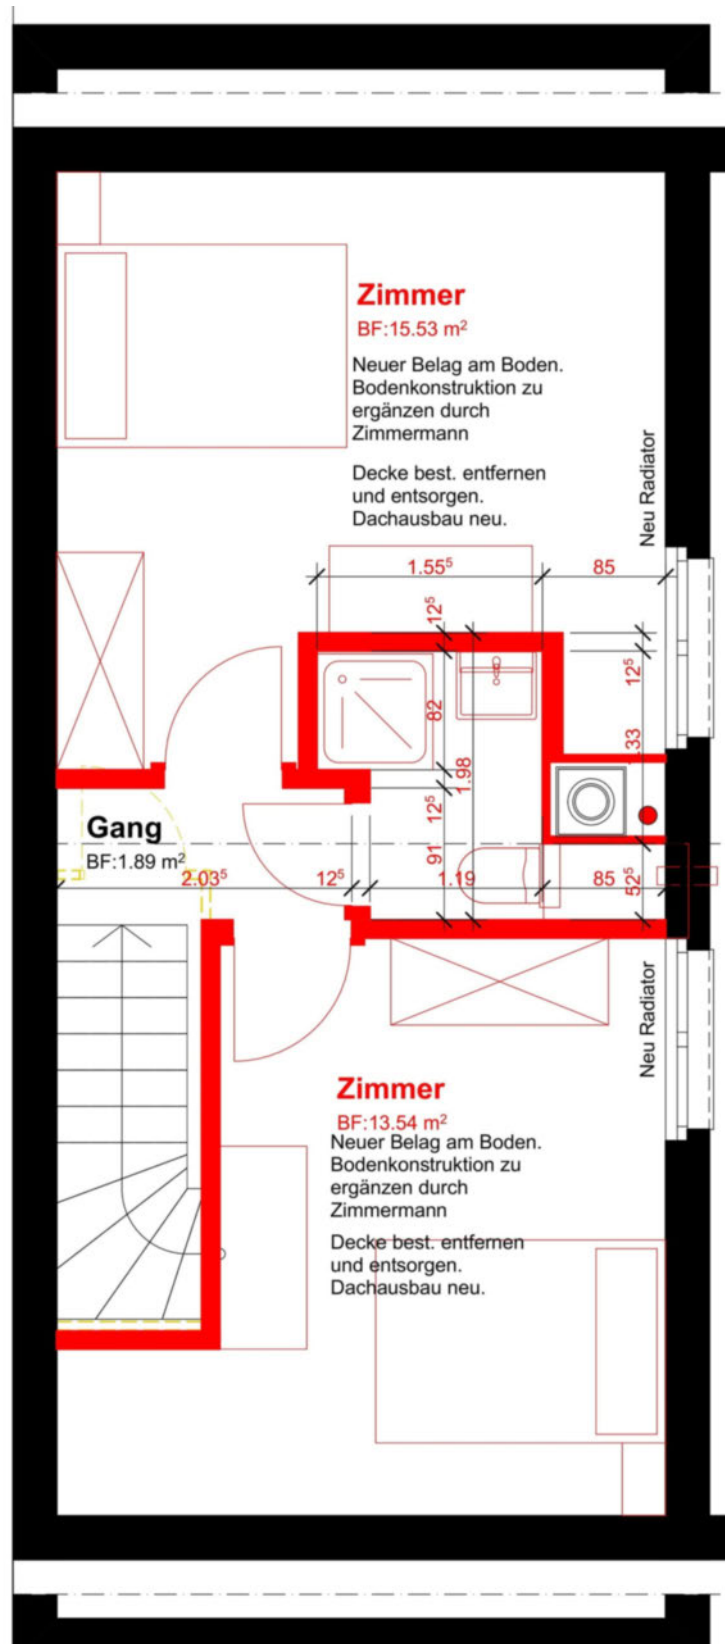 Zimmer
BF:15.53 m²
Neuer Belag am Boden.
Bodenkonstruktion zu
ergänzen durch
Zimmermann
Decke best. entfernen
und entsorgen.
Dachausbau neu.
Neu Radiator
1.55⁵
85
12⁵
12⁵
82
1.98
.33
12⁵
91
Gang
BF:1.89 m²
2.03⁵
12⁵
1.19
85
52⁵
Neu Radiator
Zimmer
BF:13.54 m²
Neuer Belag am Boden.
Bodenkonstruktion zu
ergänzen durch
Zimmermann
Decke best. entfernen
und entsorgen.
Dachausbau neu.